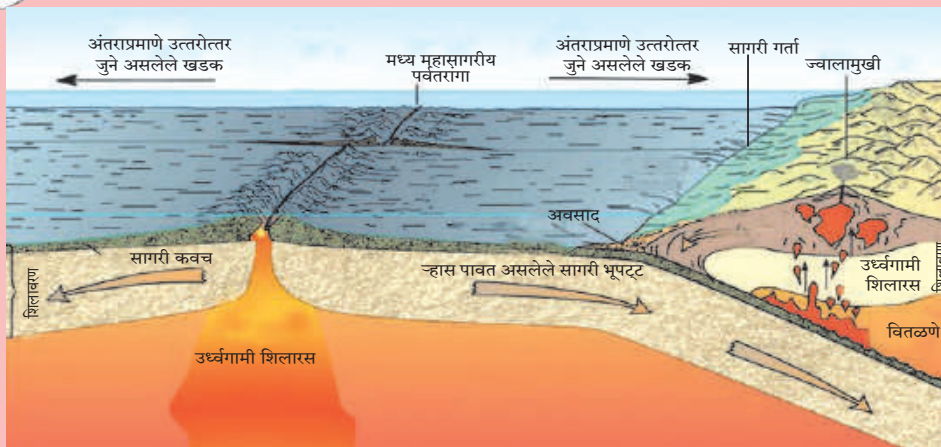 अंतराप्रमाणे उत्तरोत्तर
जुने असलेले खडक
मध्य महासागरीय
पर्वतरांगा
अंतराप्रमाणे उत्तरोत्तर
जुने असलेले खडक
सागरी गर्ता
ज्वालामुखी
अवसाद
सागरी कवच
ऱ्हास पावत असलेले सागरी भूपट्ट
उर्ध्वगामी
शिलारस
शिलावरण
वितळणे
उर्ध्वगामी शिलारस